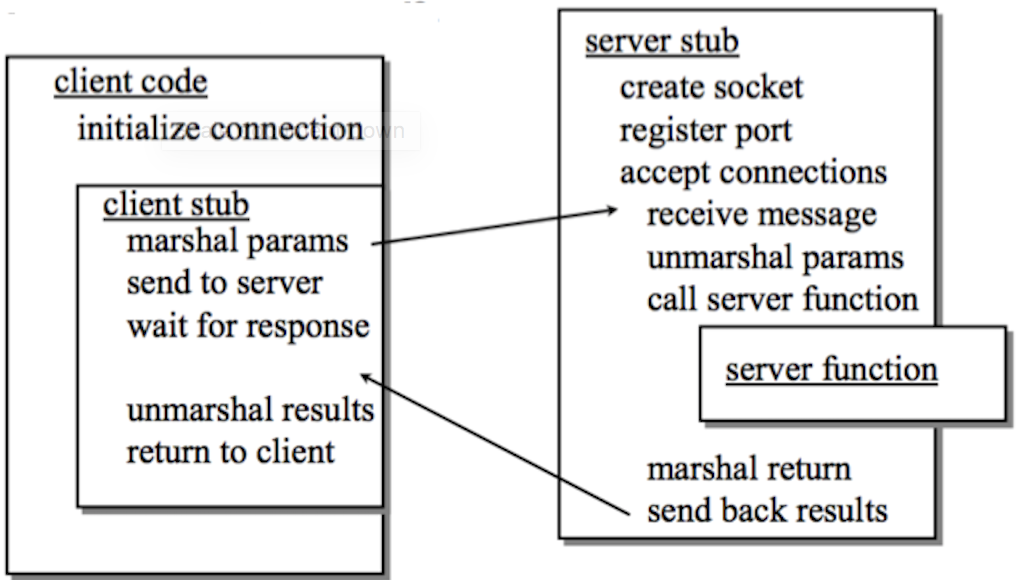 client code
initialize connection
client stub
marshal params
send to server
wait for response
unmarshal results
return to client
server stub
create socket
register port
accept connections
receive message
unmarshal params
call server function
server function
marshal return
send back results